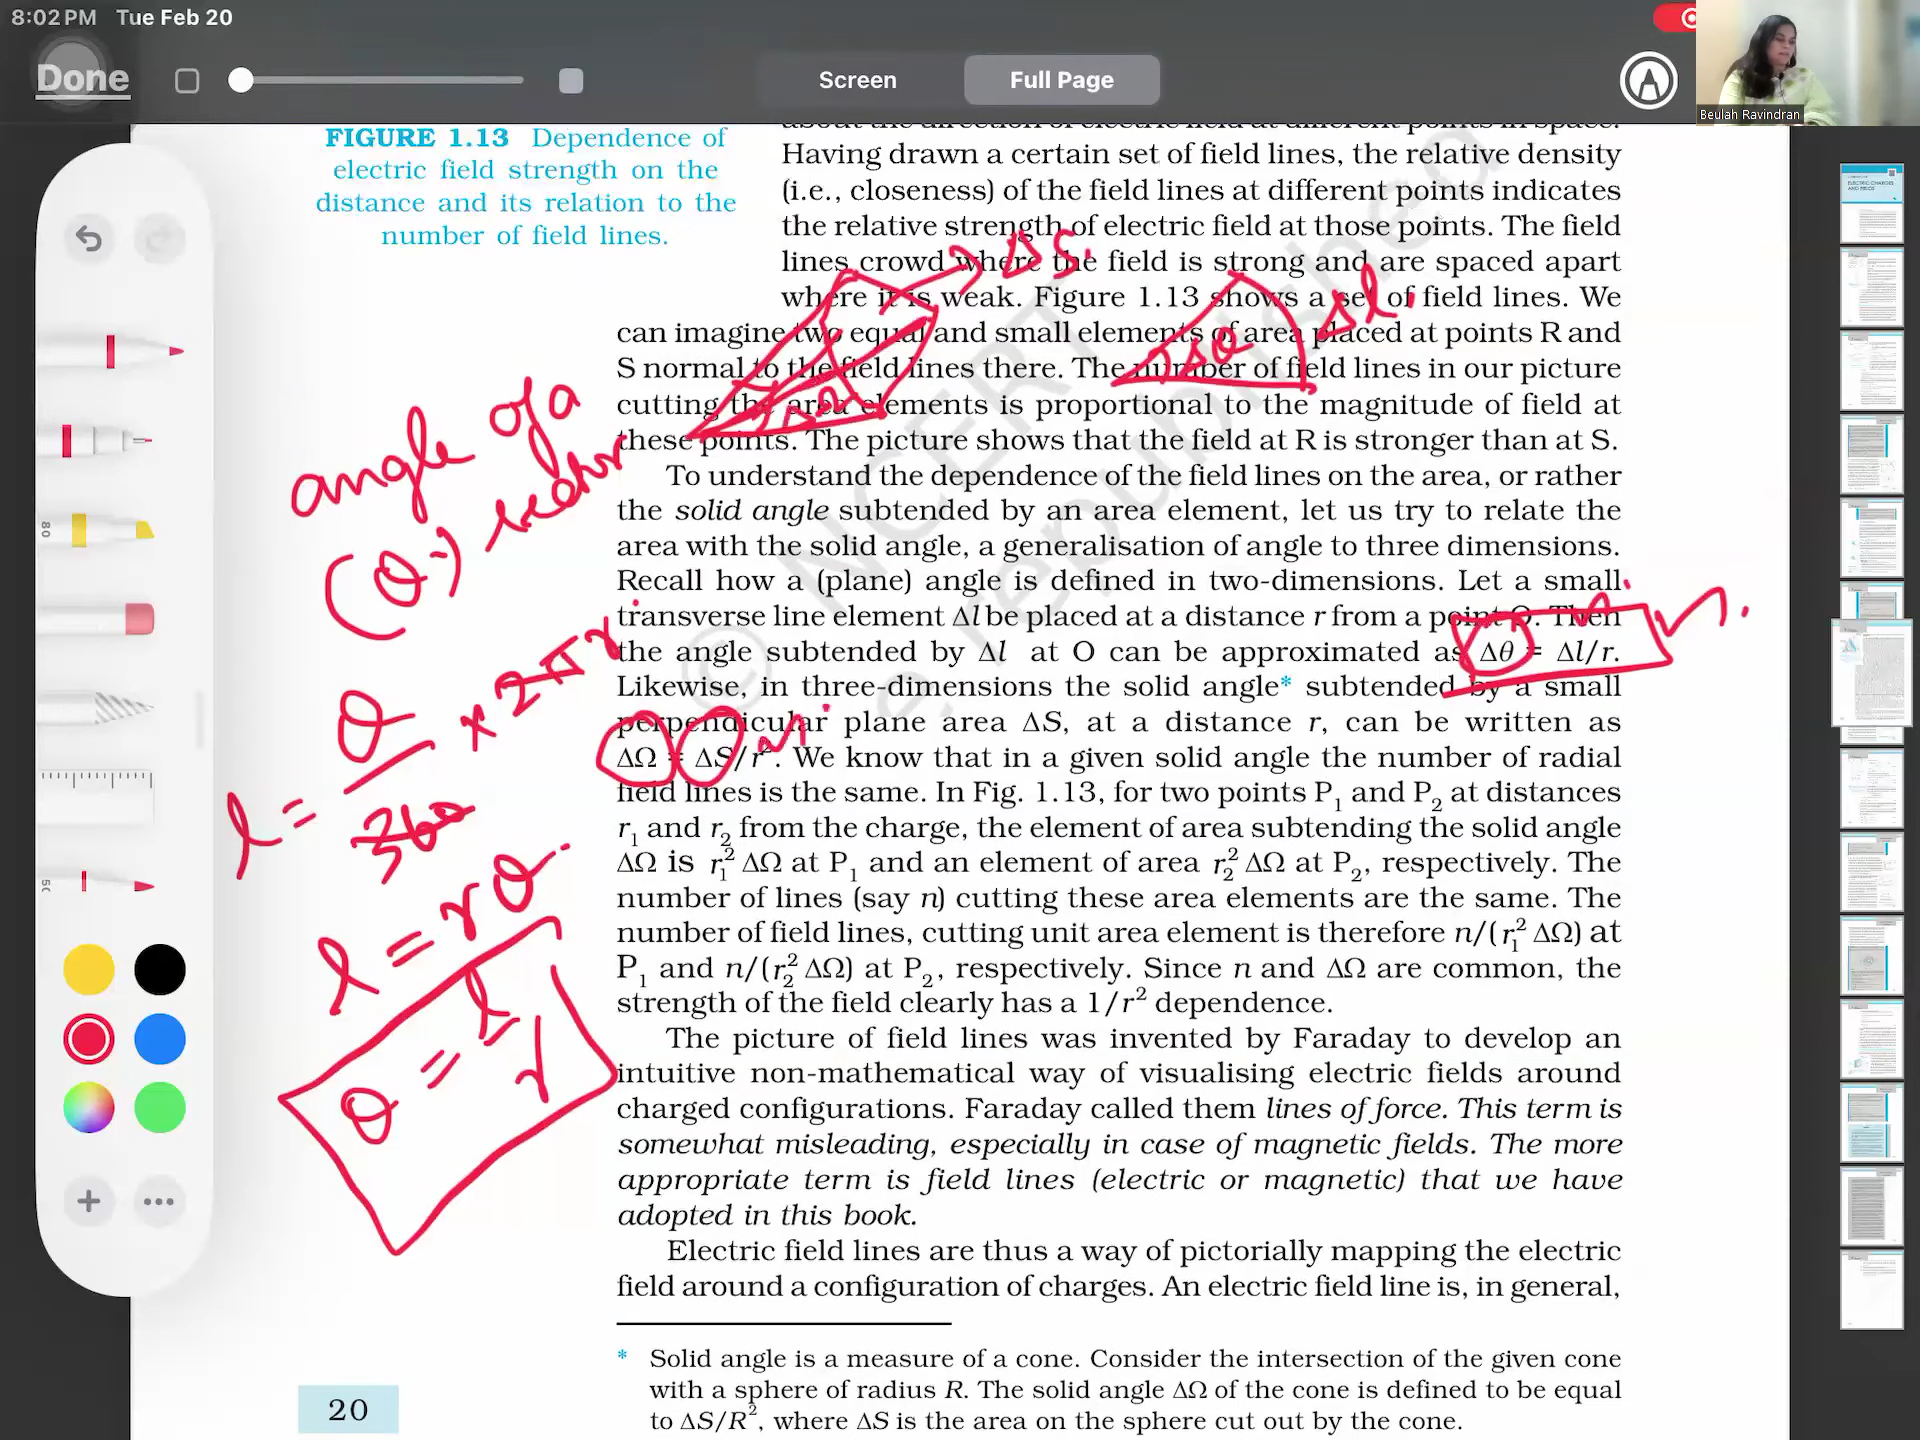 8:02 PM Tue Feb 20
Done
Screen
Full Page
Beulah Ravindran
FIGURE 1.13 Dependence of
electric field strength on the
distance and its relation to the
number of field lines.
about the direction of electric field at different points in space.
Having drawn a certain set of field lines, the relative density
(i.e., closeness) of the field lines at different points indicates
the relative strength of electric field at those points. The field
lines crowd where the field is strong and are spaced apart
where it is weak. Figure 1.13 shows a set of field lines. We
can imagine two equal and small elements of area placed at points R and
S normal to the field lines there. The number of field lines in our picture
cutting the area elements is proportional to the magnitude of field at
these points. The picture shows that the field at R is stronger than at S.
To understand the dependence of the field lines on the area, or rather
the solid angle subtended by an area element, let us try to relate the
area with the solid angle, a generalisation of angle to three dimensions.
Recall how a (plane) angle is defined in two-dimensions. Let a small
transverse line element Δl be placed at a distance r from a point O. Then
the angle subtended by Δl at O can be approximated as Δθ = Δl/r.
Likewise, in three-dimensions the solid angle* subtended by a small
perpendicular plane area ΔS, at a distance r, can be written as
ΔΩ = ΔS/r². We know that in a given solid angle the number of radial
field lines is the same. In Fig. 1.13, for two points P₁ and P₂ at distances
r₁ and r₂ from the charge, the element of area subtending the solid angle
ΔΩ is r₁² ΔΩ at P₁ and an element of area r₂² ΔΩ at P₂, respectively. The
number of lines (say n) cutting these area elements are the same. The
number of field lines, cutting unit area element is therefore n/(r₁² ΔΩ) at
P₁ and n/(r₂² ΔΩ) at P₂, respectively. Since n and ΔΩ are common, the
strength of the field clearly has a 1/r² dependence.
The picture of field lines was invented by Faraday to develop an
intuitive non-mathematical way of visualising electric fields around
charged configurations. Faraday called them lines of force. This term is
somewhat misleading, especially in case of magnetic fields. The more
appropriate term is field lines (electric or magnetic) that we have
adopted in this book.
Electric field lines are thus a way of pictorially mapping the electric
field around a configuration of charges. An electric field line is, in general,
* Solid angle is a measure of a cone. Consider the intersection of the given cone
with a sphere of radius R. The solid angle ΔΩ of the cone is defined to be equal
to ΔS/R², where ΔS is the area on the sphere cut out by the cone.
20
© NCERT
republished
ΔS.
ΔΩ
Δθ
Δl.
angle of a
(θ) sector
l = θ/360 × 2πr
l = rθ.
θ = l/r
80
50